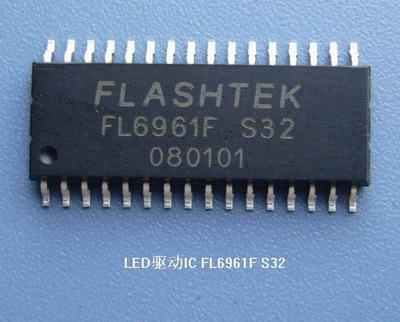 FLASHTEK
FL6961F S32
080101
LED驱动IC FL6961F S32